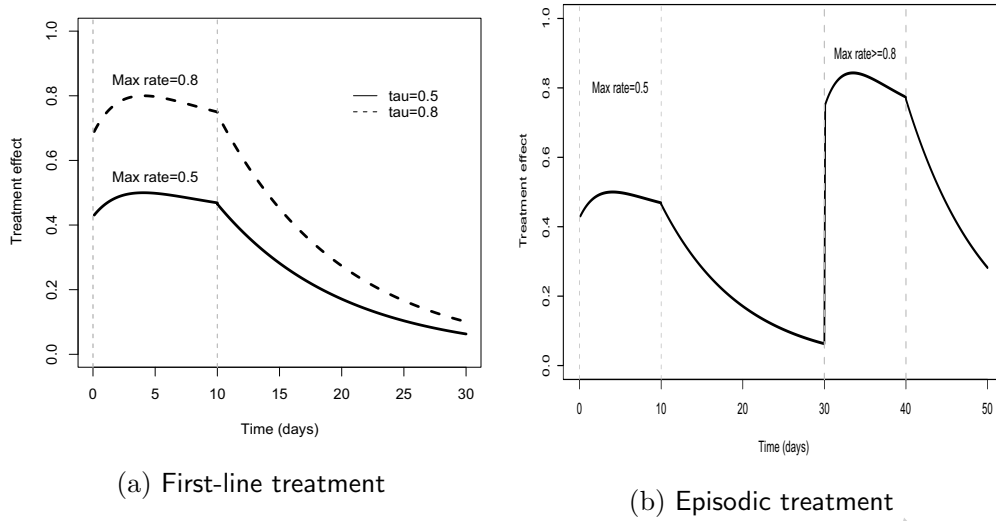 1.0
0.8
0.6
0.4
0.2
0.0
Treatment effect
Max rate=0.8
Max rate=0.5
tau=0.5
tau=0.8
0 5 10 15 20 25 30
Time (days)
(a) First-line treatment
1.0
0.8
0.6
0.4
0.2
0.0
Treatment effect
Max rate=0.5
Max rate>=0.8
0 10 20 30 40 50
Time (days)
(b) Episodic treatment